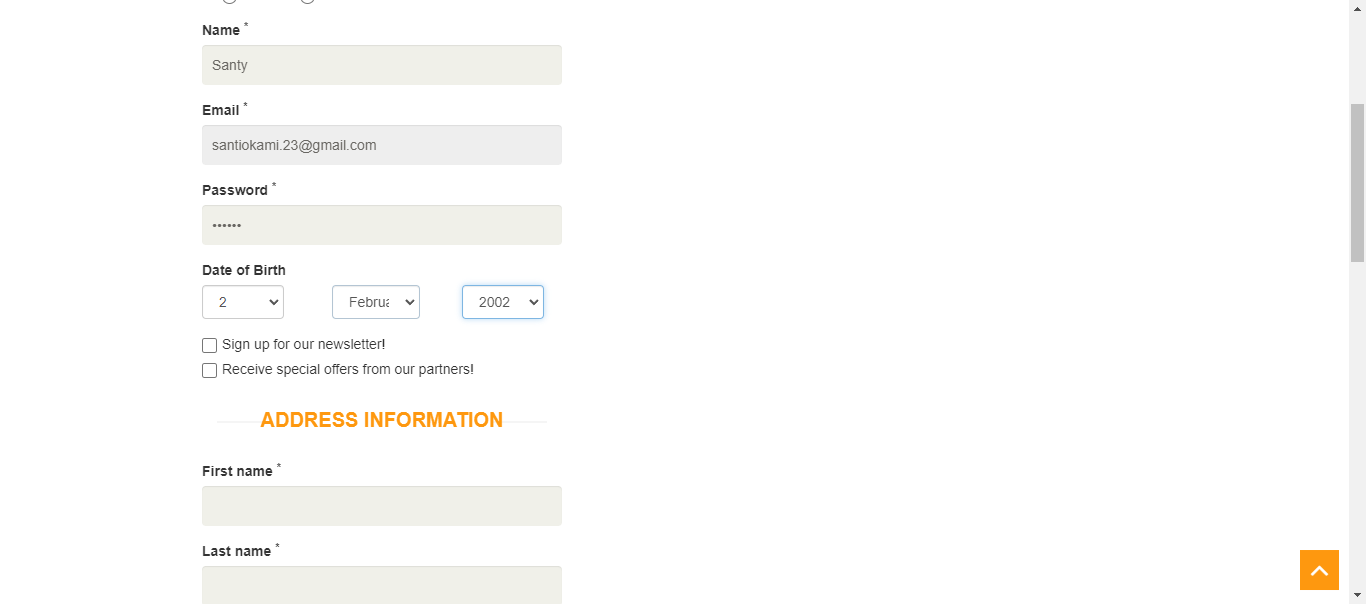 Name *
Santy
Email *
santiokami.23@gmail.com
Password *
••••••
Date of Birth
2 Februa 2002
Sign up for our newsletter!
Receive special offers from our partners!
ADDRESS INFORMATION
First name *
Last name *